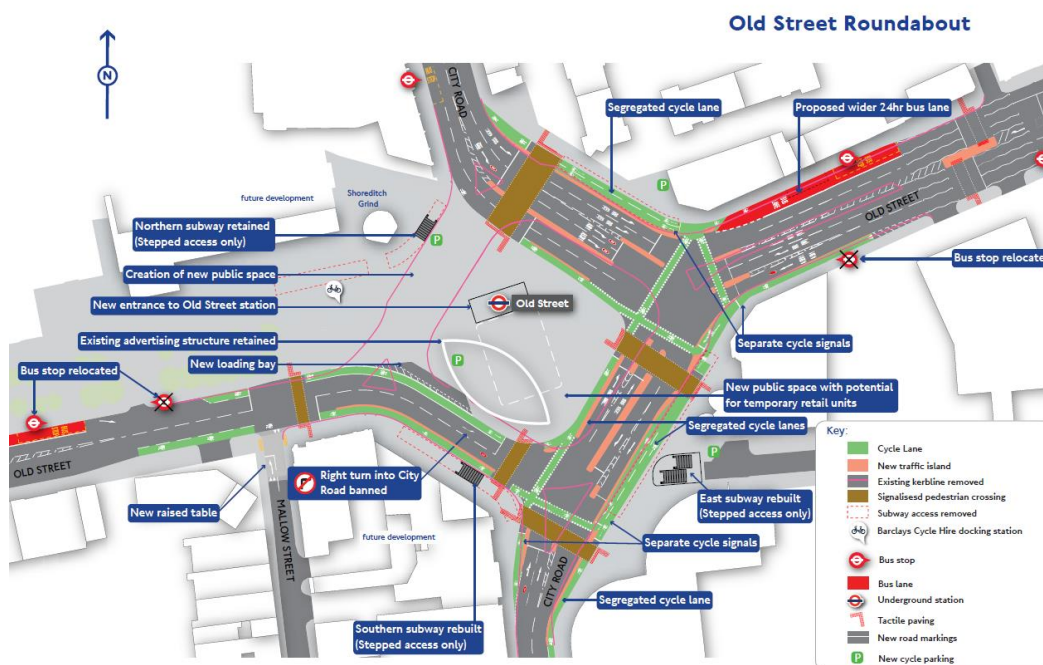 Old Street Roundabout
N
CITY ROAD
Segregated cycle lane
Proposed wider 24hr bus lane
future development
Shoreditch
Grind
P
OLD STREET
Northern subway retained
(Stepped access only)
P
Bus stop relocate
Creation of new public space
New entrance to Old Street station
Old Street
Existing advertising structure retained
Separate cycle signals
New loading bay
P
Bus stop relocated
New public space with potential
for temporary retail units
Segregated cycle lanes
OLD STREET
Right turn into City
Road banned
P
East subway rebuilt
(Stepped access only)
New raised table
MALLOW STREET
future development
Separate cycle signals
CITY ROAD
Segregated cycle lane
Southern subway rebuilt
(Stepped access only)
Key:
Cycle Lane
New traffic island
Existing kerbline removed
Signalisesd pedestrian crossing
Subway access removed
Barclays Cycle Hire docking station
Bus stop
Bus lane
Underground station
Tactile paving
New road markings
P New cycle parking